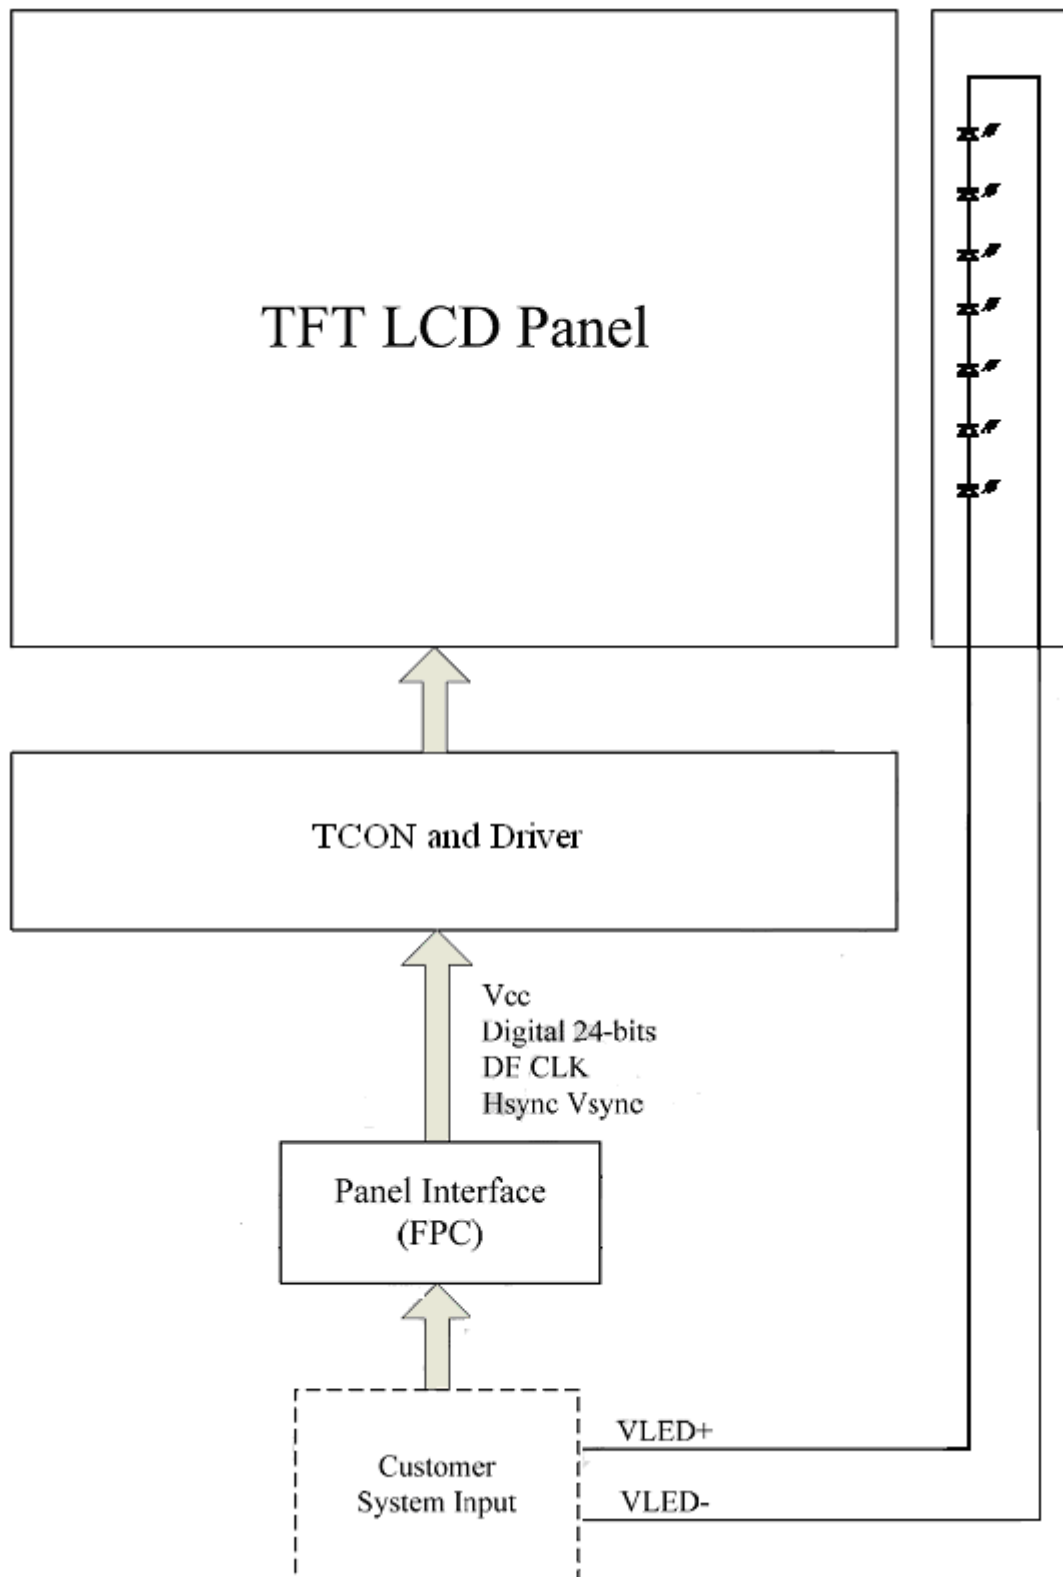 TFT LCD Panel
TCON and Driver
Vcc
Digital 24-bits
DE CLK
Hsync Vsync
Panel Interface
(FPC)
Customer
System Input
VLED+
VLED-